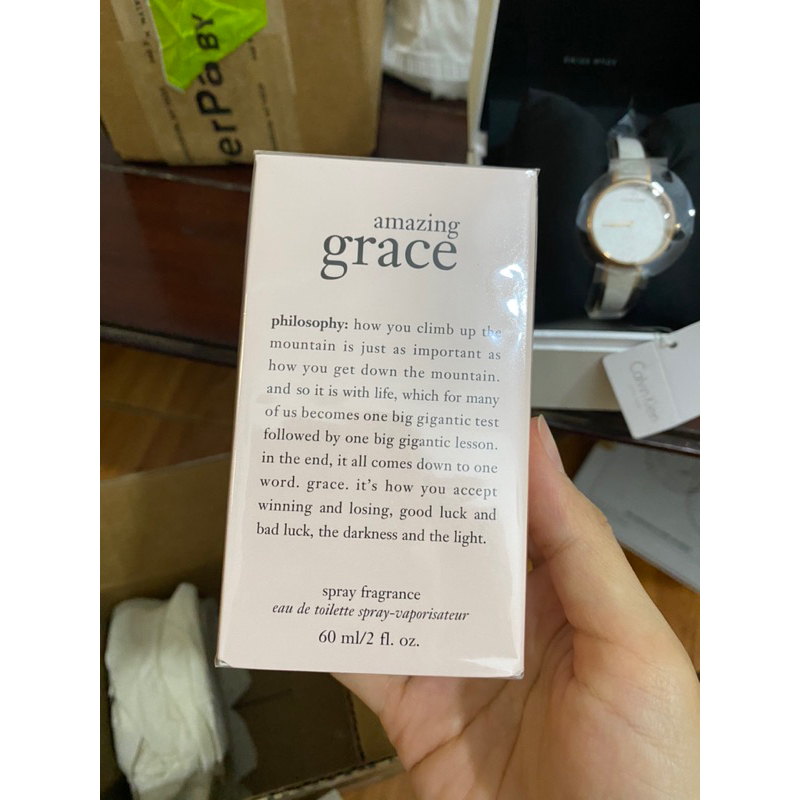 amazing
grace
philosophy: how you climb up the
mountain is just as important as
how you get down the mountain.
and so it is with life, which for many
of us becomes one big gigantic test
followed by one big gigantic lesson.
in the end, it all comes down to one
word. grace. it's how you accept
winning and losing, good luck and
bad luck, the darkness and the light.
spray fragrance
eau de toilette spray-vaporisateur
60 ml/2 fl. oz.
erPa
BY
Calvin Klein